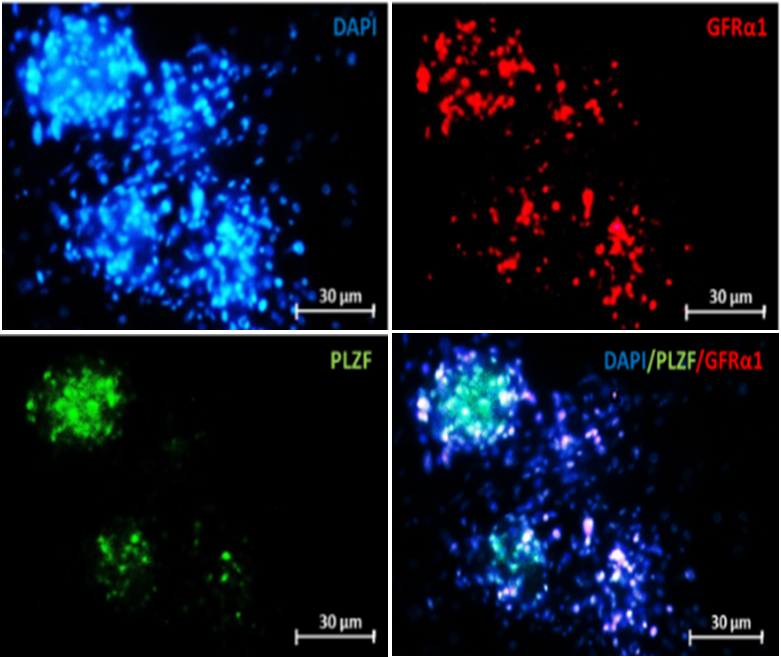 DAPI
GFRα1
30 µm
30 µm
PLZF
DAPI/PLZF/GFRα1
30 µm
30 µm